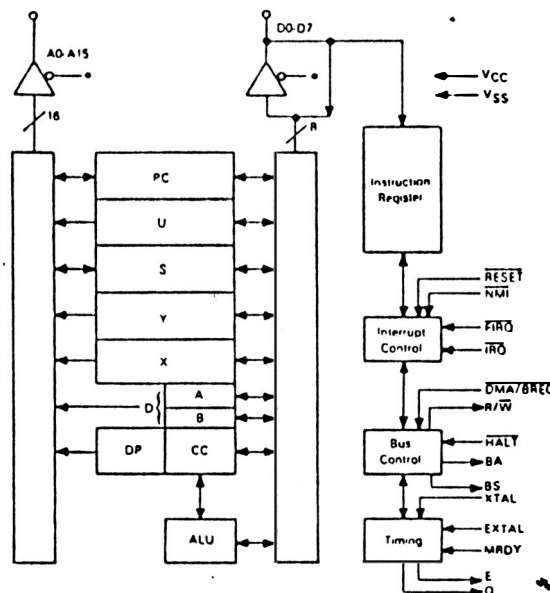 A0-A15
D0-D7
VCC
VSS
16
8
PC
U
S
Y
X
D
A
B
DP
CC
ALU
Instruction
Register
RESET
NMI
Interrupt
Control
FIRQ
IRQ
DMA/BREQ
R/W
Bus
Control
HALT
BA
BS
XTAL
Timing
EXTAL
MRDY
E
Q